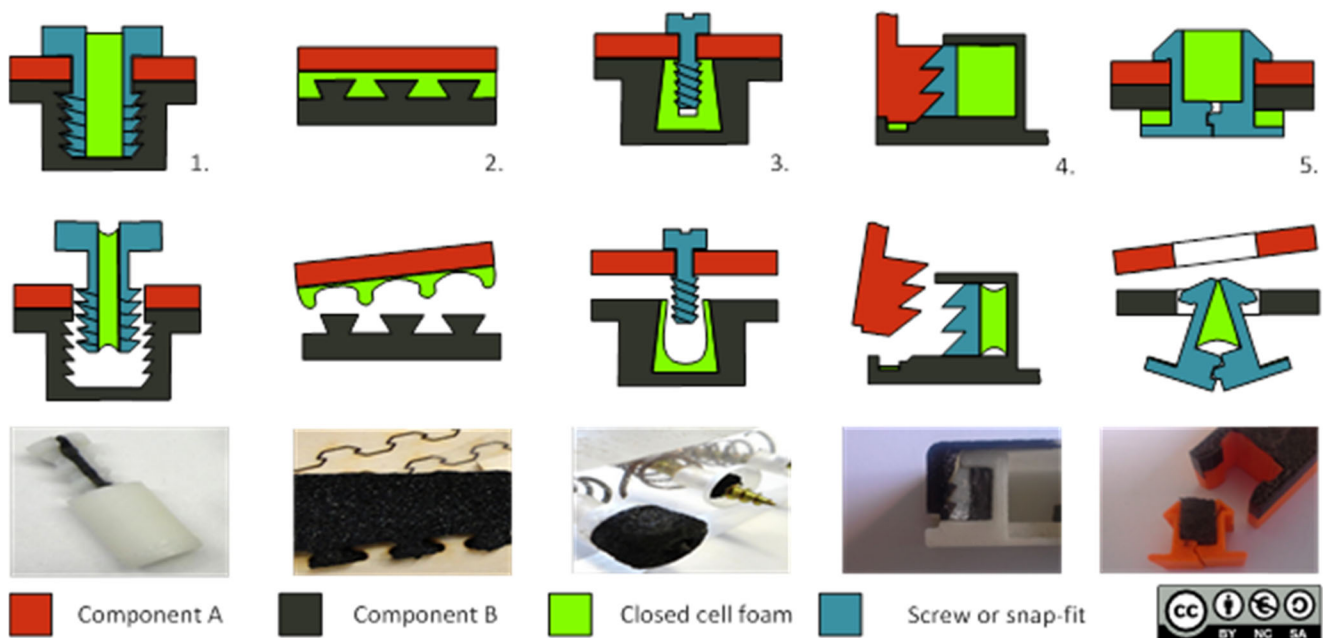 1.
2.
3.
4.
5.
Component A
Component B
Closed cell foam
Screw or snap-fit
CC
BY NC SA